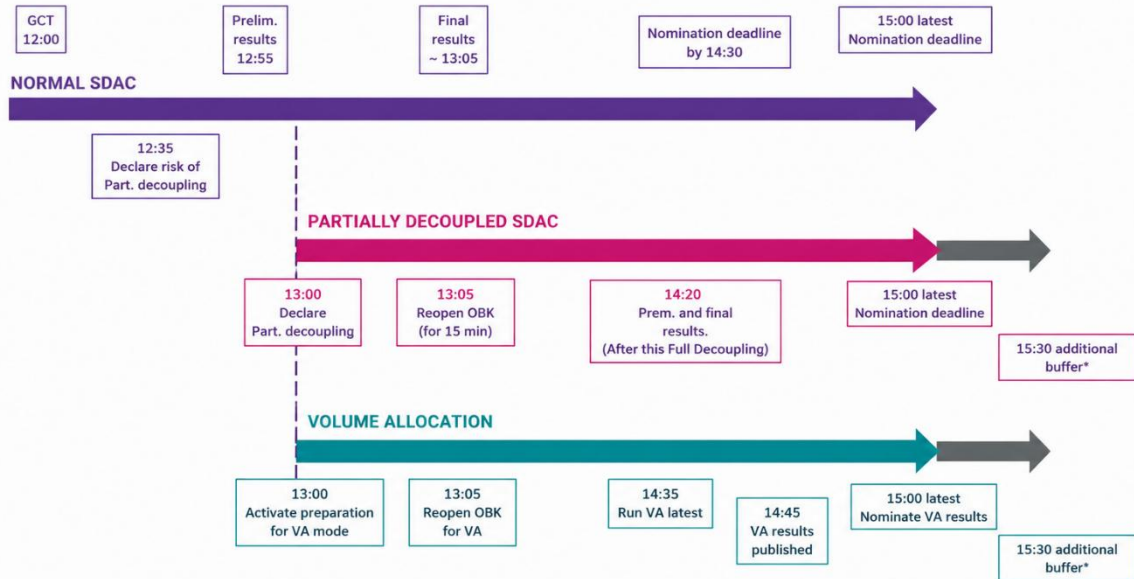 GCT
12:00
Prelim.
results
12:55
Final
results
~ 13:05
Nomination deadline
by 14:30
15:00 latest
Nomination deadline
NORMAL SDAC
12:35
Declare risk of
Part. decoupling
PARTIALLY DECOUPLED SDAC
13:00
Declare
Part. decoupling
13:05
Reopen OBK
(for 15 min)
14:20
Prem. and final
results.
(After this Full Decoupling)
15:00 latest
Nomination deadline
15:30 additional
buffer*
VOLUME ALLOCATION
13:00
Activate preparation
for VA mode
13:05
Reopen OBK
for VA
14:35
Run VA latest
14:45
VA results
published
15:00 latest
Nominate VA results
15:30 additional
buffer*